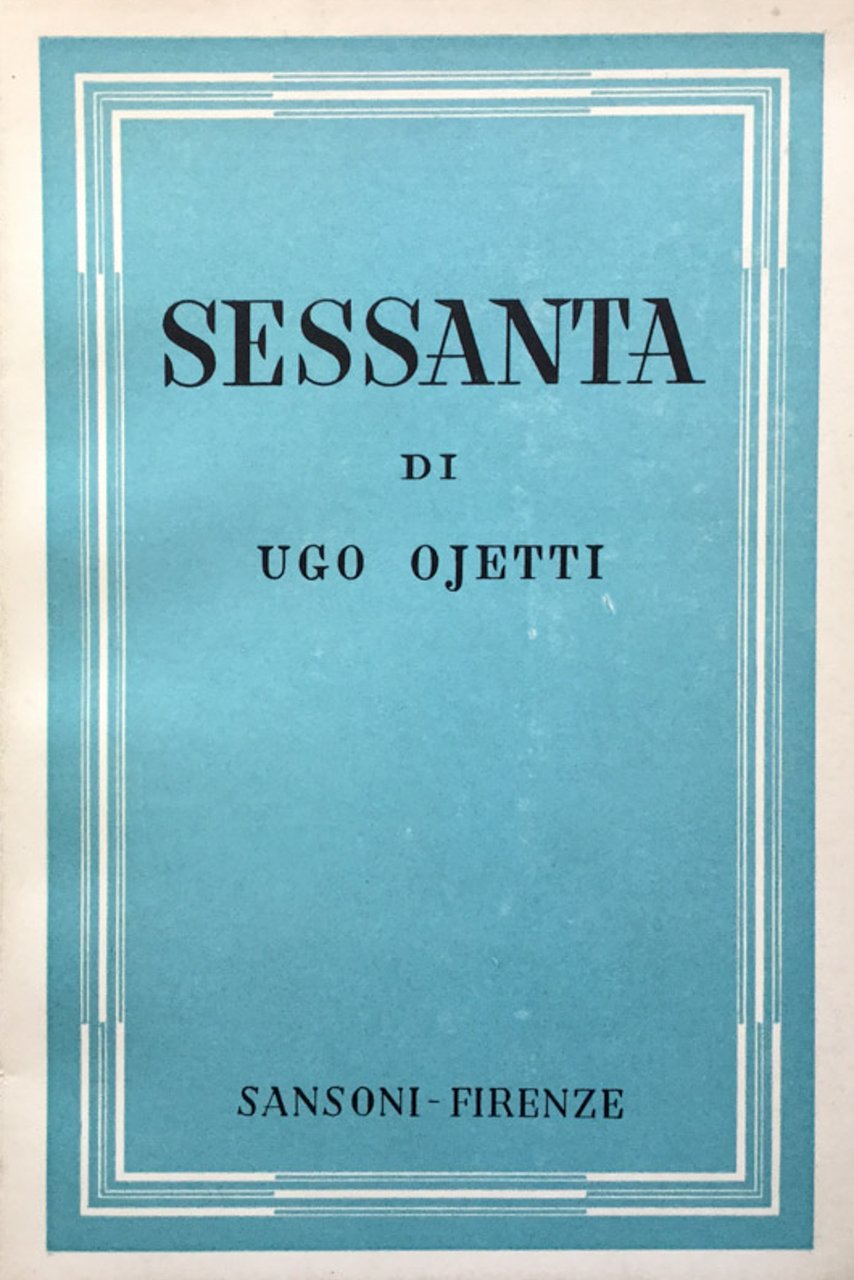 SESSANTA
DI
UGO OJETTI
SANSONI - FIRENZE